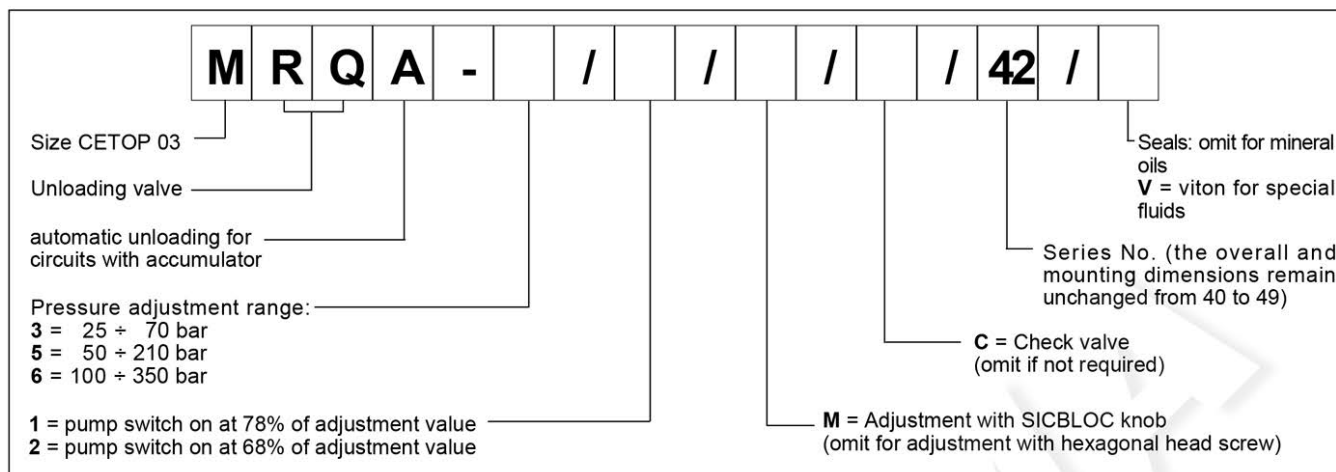 M R Q A - / / / / 42 /
Size CETOP 03
Unloading valve
automatic unloading for
circuits with accumulator
Pressure adjustment range:
3 = 25 ÷ 70 bar
5 = 50 ÷ 210 bar
6 = 100 ÷ 350 bar
1 = pump switch on at 78% of adjustment value
2 = pump switch on at 68% of adjustment value
M = Adjustment with SICBLOC knob
(omit for adjustment with hexagonal head screw)
C = Check valve
(omit if not required)
Series No. (the overall and
mounting dimensions remain
unchanged from 40 to 49)
Seals: omit for mineral
oils
V = viton for special
fluids